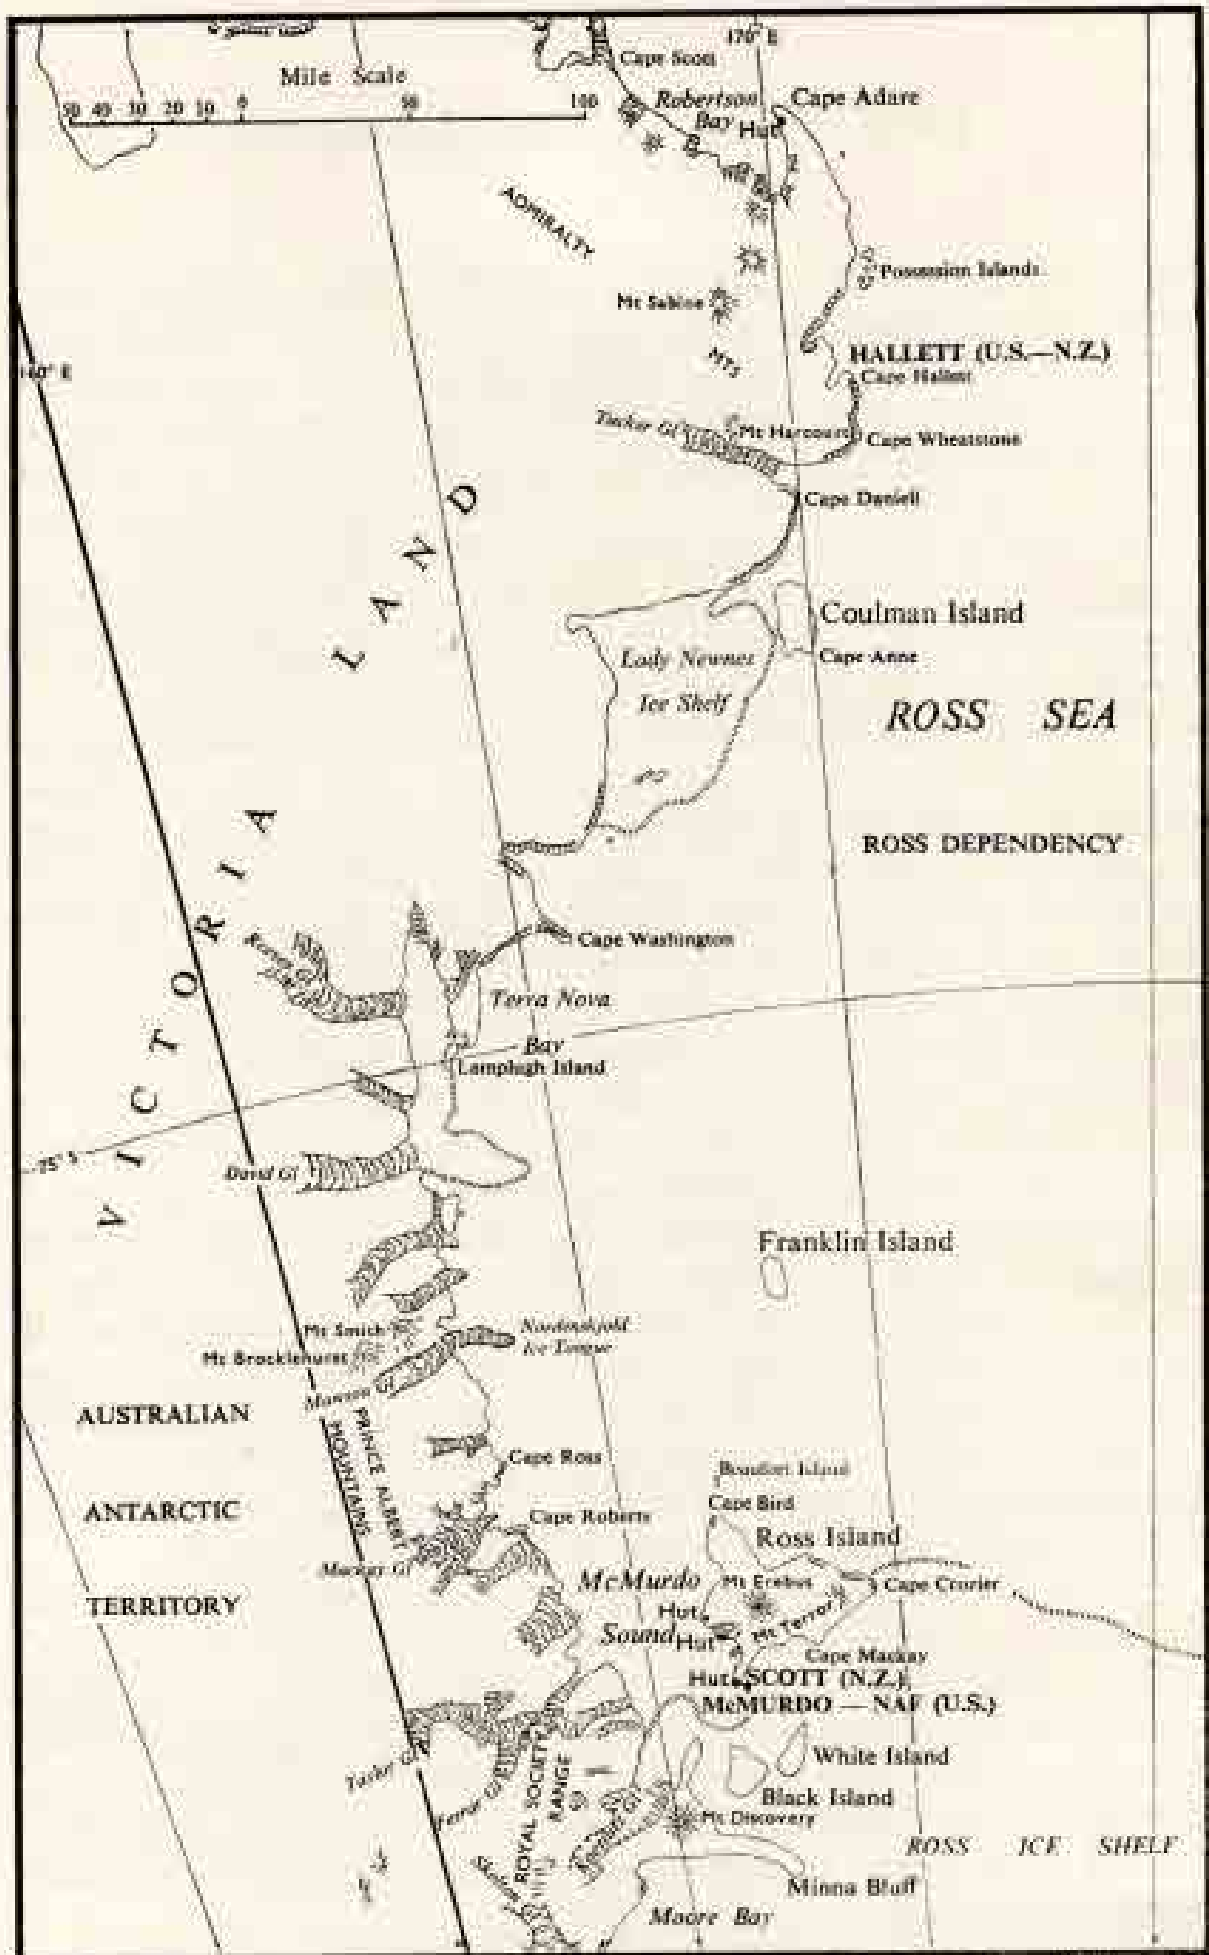 170° E
Cape Scott
Mile Scale
50 40 30 20 10 0 50 100
Robertson
Bay
Cape Adare
Hut
ADMIRALTY
Possession Islands
Mt Sabine
HALLETT (U.S.—N.Z.)
MTS
Cape Hallett
160° E
Tucker Gl
Mt Harcourt
Cape Wheatstone
Cape Daniell
VICTORIA LAND
Coulman Island
Lady Newnes
Cape Anne
Ice Shelf
ROSS SEA
ROSS DEPENDENCY
Cape Washington
Terra Nova
Bay
Lamplugh Island
75° S
David Gl
Franklin Island
Mt Smith
Nordenskjold
Ice Tongue
Mt Brocklehurst
Mawson Gl
AUSTRALIAN
PRINCE ALBERT
MOUNTAINS
Cape Ross
Beaufort Island
Cape Bird
ANTARCTIC
Cape Roberts
Ross Island
Mackay Gl
McMurdo
Mt Erebus
Cape Crozier
TERRITORY
Hut
Mt Terror
Sound
Hut
Cape Mackay
Hut
SCOTT (N.Z.)
McMURDO — NAF (U.S.)
White Island
ROYAL SOCIETY
RANGE
Ferrar Gl
Black Island
Mt Discovery
ROSS ICE SHELF
Skelton
Minna Bluff
Moore Bay